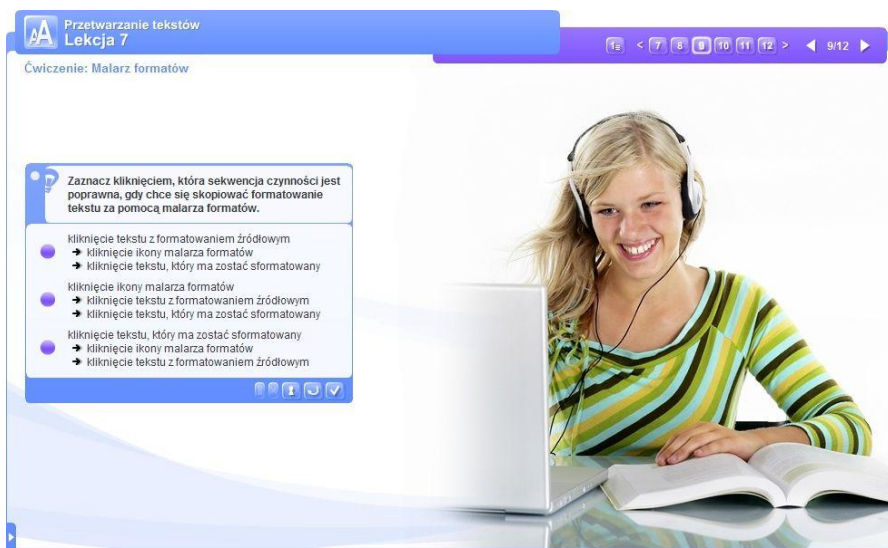 AA
Przetwarzanie tekstów
Lekcja 7
1 < 7 8 9 10 11 12 > 9/12
Ćwiczenie: Malarz formatów
Zaznacz kliknięciem, która sekwencja czynności jest
poprawna, gdy chce się skopiować formatowanie
tekstu za pomocą malarza formatów.
kliknięcie tekstu z formatowaniem źródłowym
➔ kliknięcie ikony malarza formatów
➔ kliknięcie tekstu, który ma zostać sformatowany
kliknięcie ikony malarza formatów
➔ kliknięcie tekstu z formatowaniem źródłowym
➔ kliknięcie tekstu, który ma zostać sformatowany
kliknięcie tekstu, który ma zostać sformatowany
➔ kliknięcie ikony malarza formatów
➔ kliknięcie tekstu z formatowaniem źródłowym